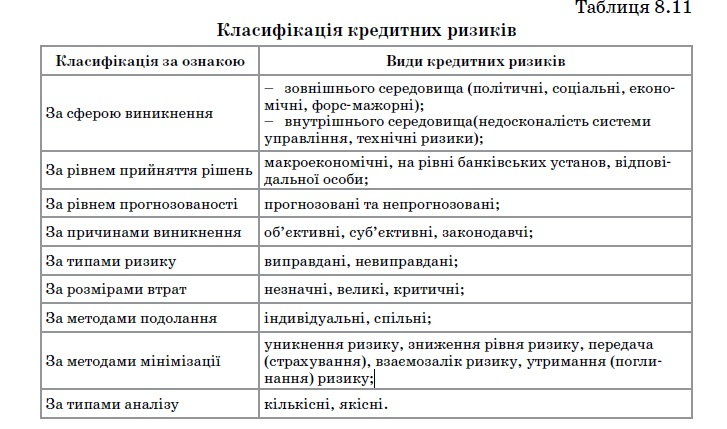 Таблиця 8.11
Класифікація кредитних ризиків
Класифікація за ознакою
Види кредитних ризиків
За сферою виникнення
– зовнішнього середовища (політичні, соціальні, еконо-
мічні, форс-мажорні);
– внутрішнього середовища(недосконалість системи
управління, технічні ризики);
За рівнем прийняття рішень
макроекономічні, на рівні банківських установ, відпові-
дальної особи;
За рівнем прогнозованості
прогнозовані та непрогнозовані;
За причинами виникнення
об’єктивні, суб’єктивні, законодавчі;
За типами ризику
виправдані, невиправдані;
За розмірами втрат
незначні, великі, критичні;
За методами подолання
індивідуальні, спільні;
За методами мінімізації
уникнення ризику, зниження рівня ризику, передача
(страхування), взаємозалік ризику, утримання (погли-
нання) ризику;
За типами аналізу
кількісні, якісні.